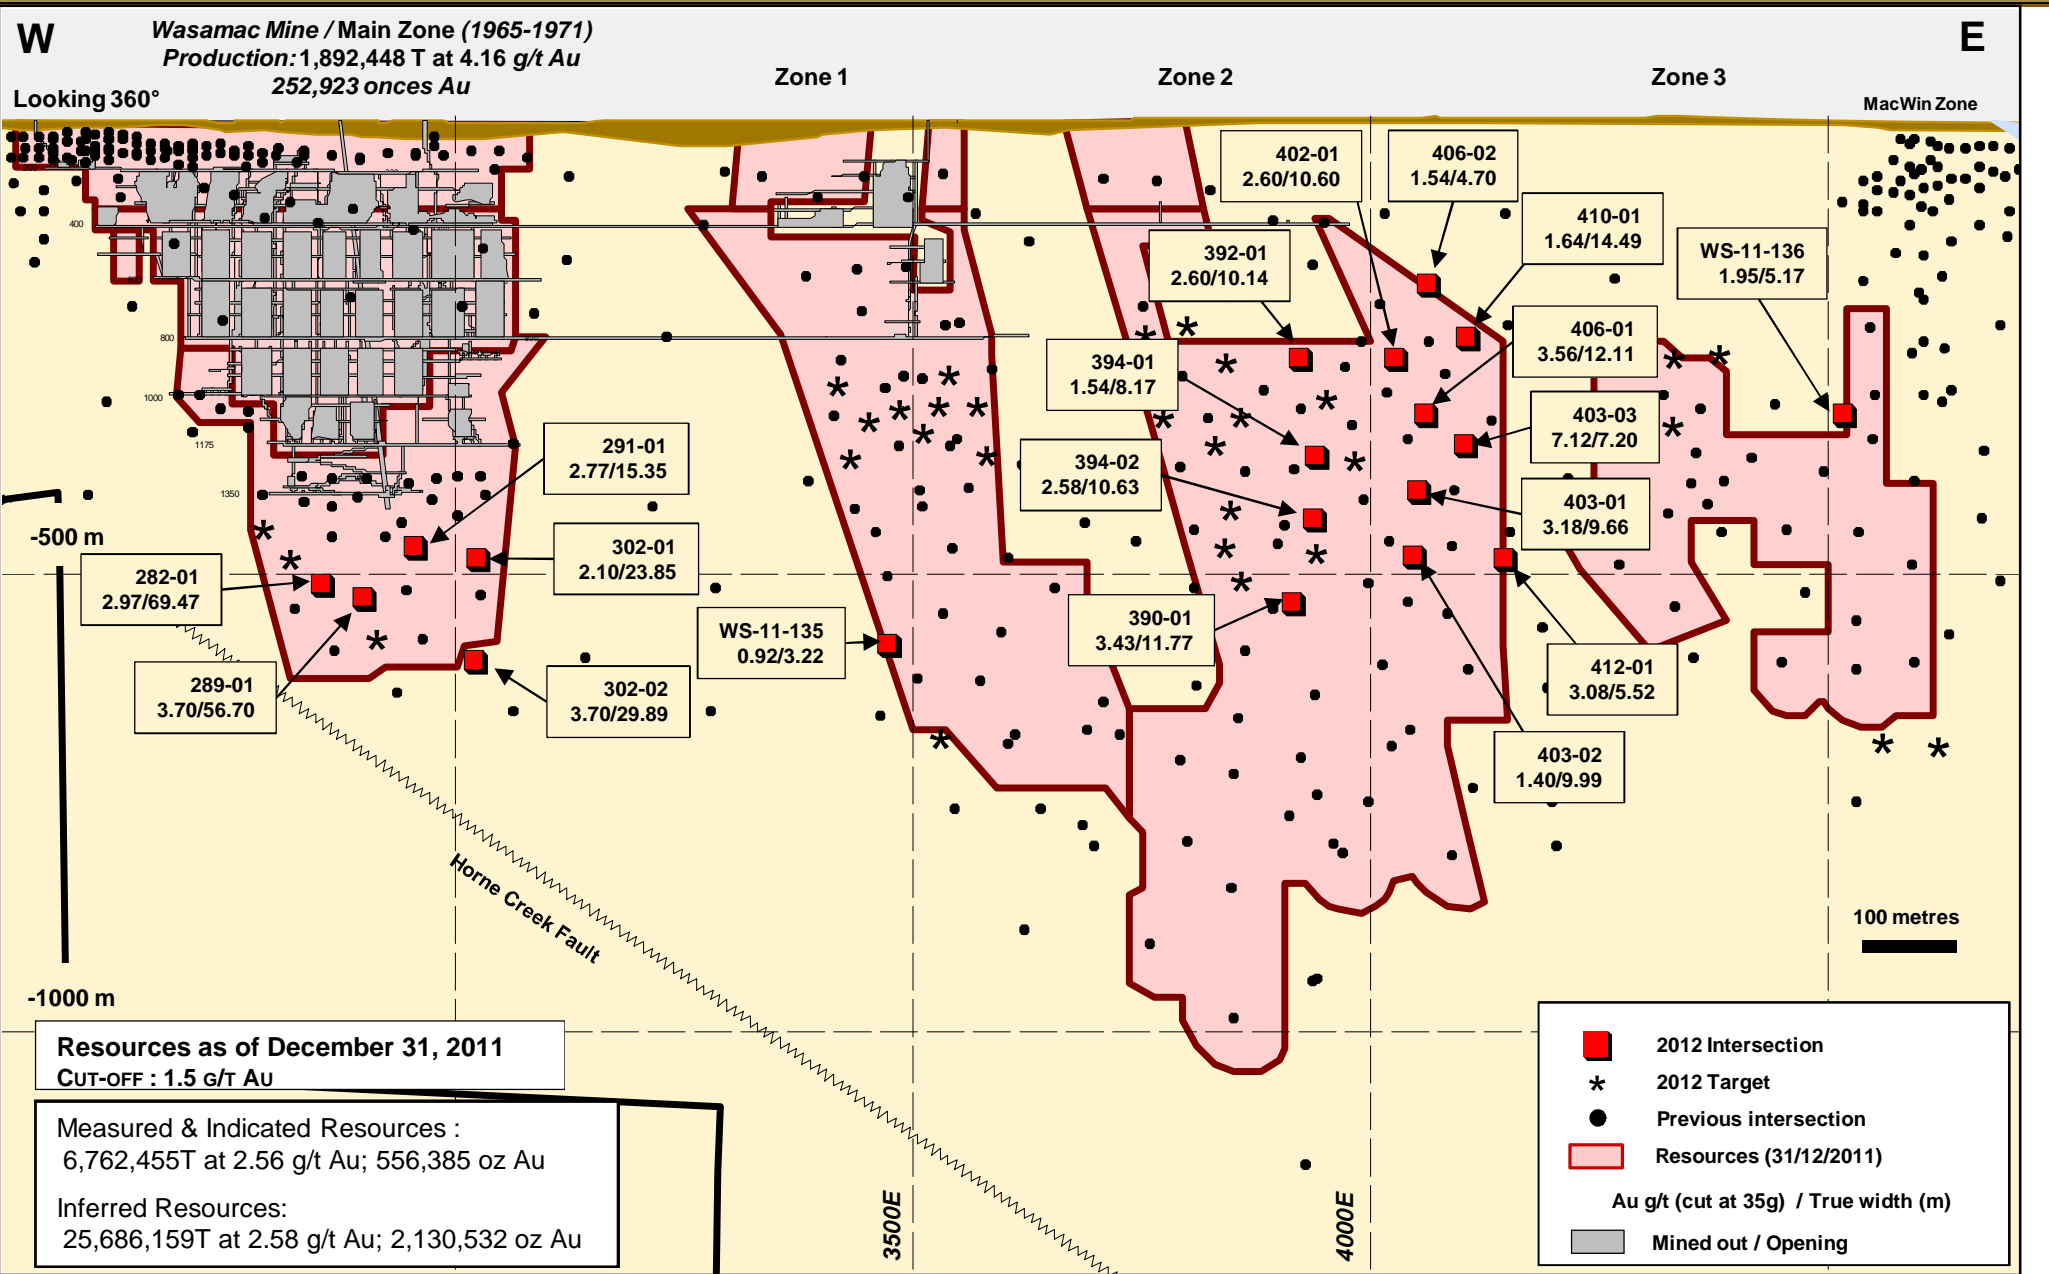 W
E
Wasamac Mine / Main Zone (1965-1971)
Production: 1,892,448 T at 4.16 g/t Au
252,923 onces Au
Looking 360°
Zone 1
Zone 2
Zone 3
MacWin Zone
402-01
2.60/10.60
406-02
1.54/4.70
410-01
1.64/14.49
WS-11-136
1.95/5.17
392-01
2.60/10.14
406-01
3.56/12.11
394-01
1.54/8.17
403-03
7.12/7.20
394-02
2.58/10.63
403-01
3.18/9.66
291-01
2.77/15.35
302-01
2.10/23.85
282-01
2.97/69.47
289-01
3.70/56.70
302-02
3.70/29.89
WS-11-135
0.92/3.22
390-01
3.43/11.77
412-01
3.08/5.52
403-02
1.40/9.99
400
800
1000
1175
1350
-500 m
-1000 m
Horne Creek Fault
3500E
4000E
100 metres
Resources as of December 31, 2011
CUT-OFF : 1.5 G/T AU
Measured & Indicated Resources :
6,762,455T at 2.56 g/t Au; 556,385 oz Au
Inferred Resources:
25,686,159T at 2.58 g/t Au; 2,130,532 oz Au
2012 Intersection
2012 Target
Previous intersection
Resources (31/12/2011)
Au g/t (cut at 35g) / True width (m)
Mined out / Opening